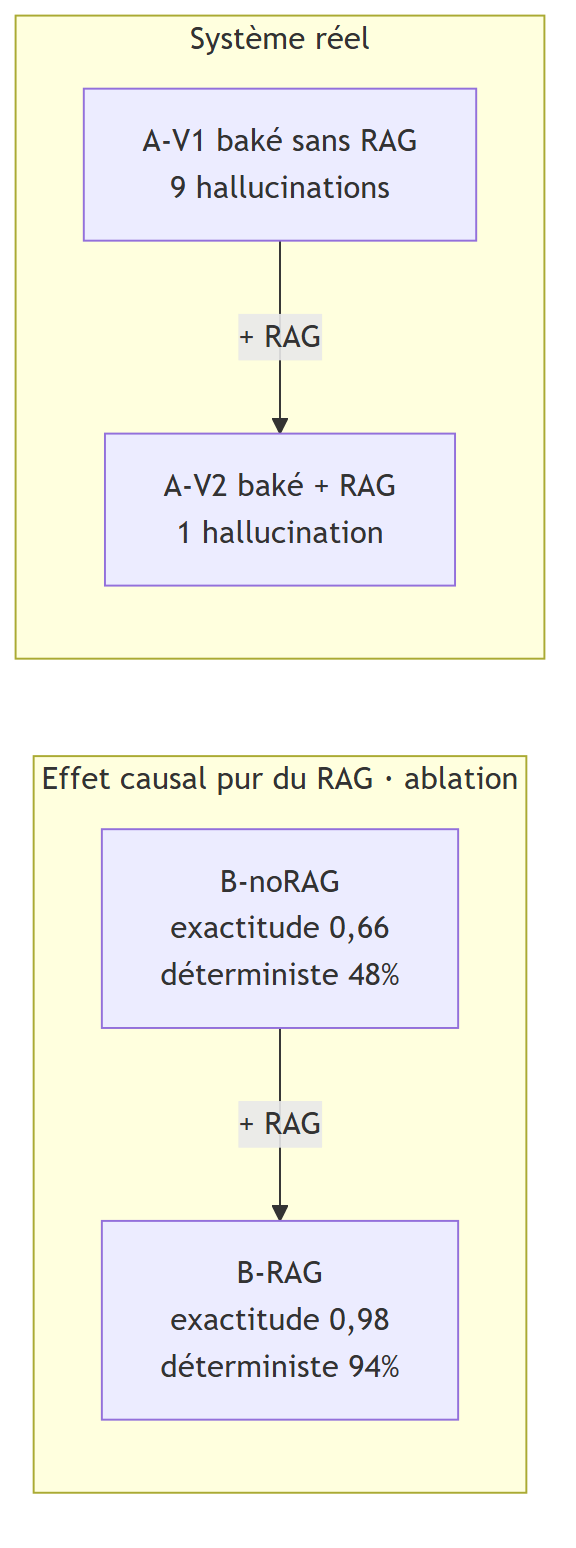 Système réel
A-V1 baké sans RAG
9 hallucinations
+ RAG
A-V2 baké + RAG
1 hallucination
Effet causal pur du RAG · ablation
B-noRAG
exactitude 0,66
déterministe 48%
+ RAG
B-RAG
exactitude 0,98
déterministe 94%